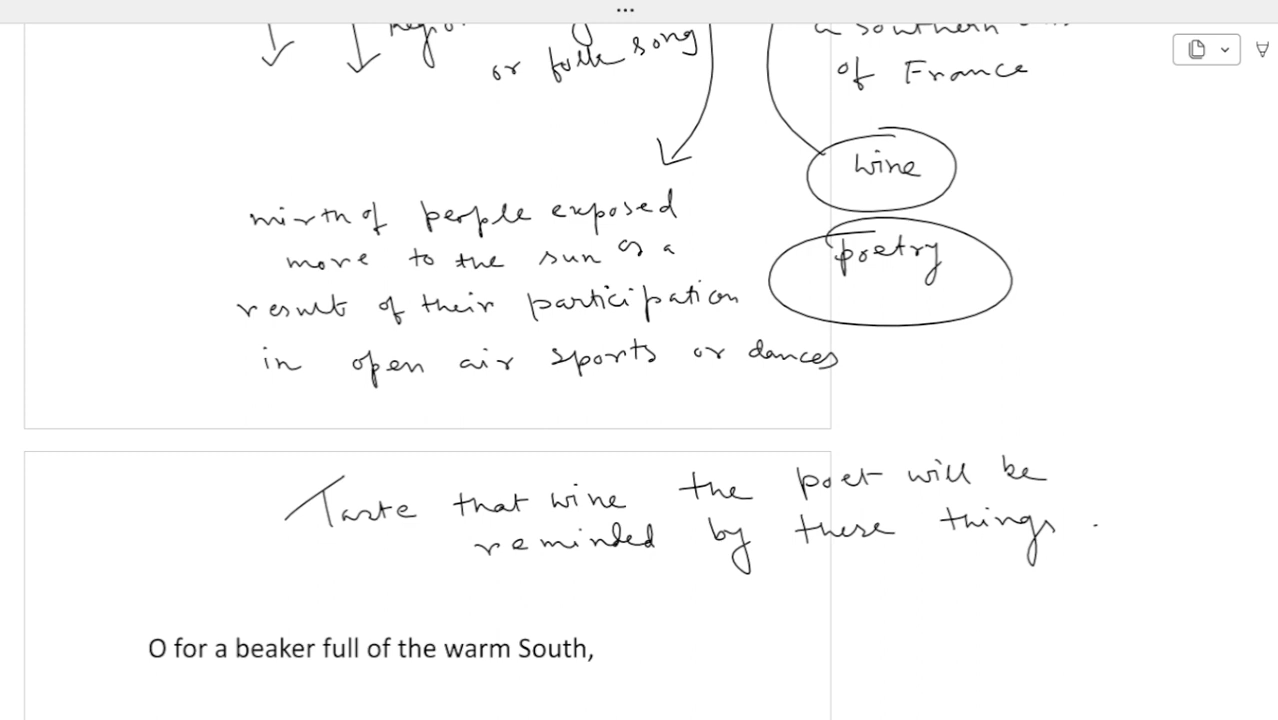 or folk song
a southern
of France
wine
poetry
mirth of people exposed
more to the sun as a
result of their participation
in open air sports or dances
Taste that wine the poet will be
reminded by these things.
O for a beaker full of the warm South,